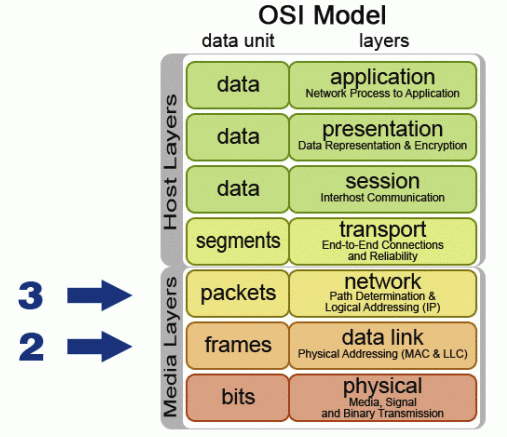 OSI Model
data unit layers
Host Layers
data application
Network Process to Application
data presentation
Data Representation & Encryption
data session
Interhost Communication
segments transport
End-to-End Connections
and Reliability
Media Layers
3 packets network
Path Determination &
Logical Addressing (IP)
2 frames data link
Physical Addressing (MAC & LLC)
bits physical
Media, Signal
and Binary Transmission